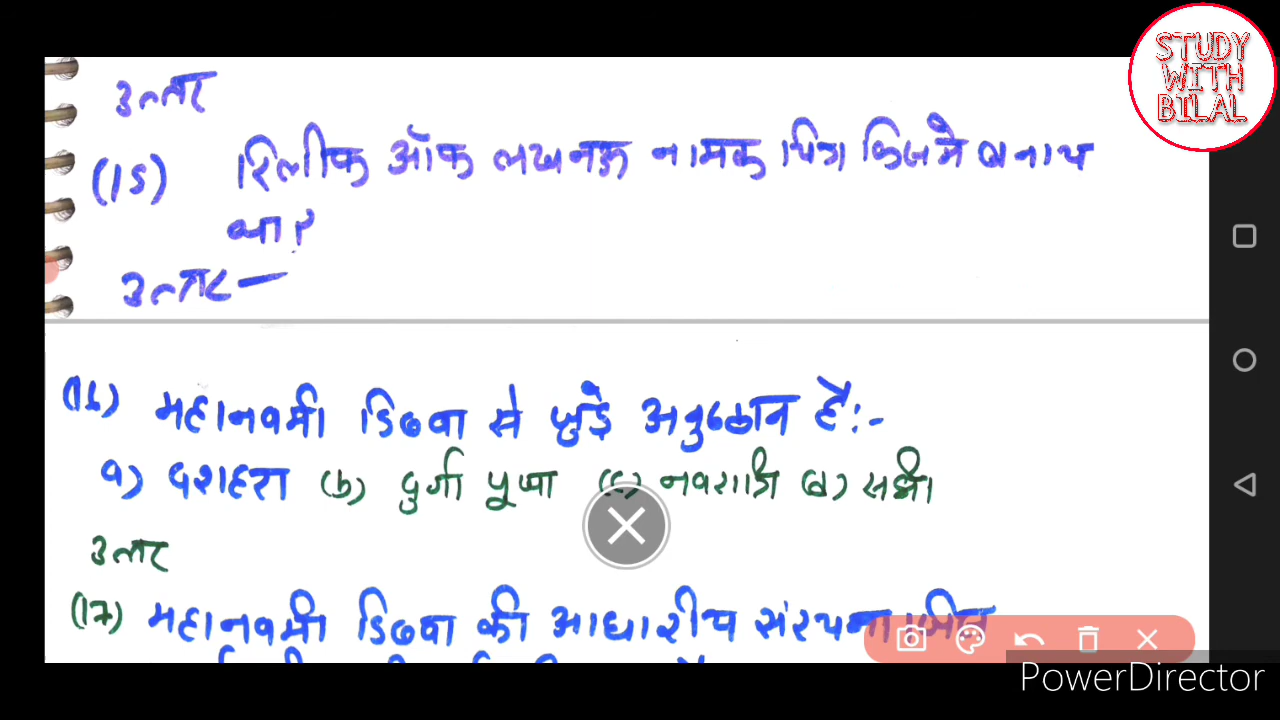 STUDY
WITH
BILAL
उत्तर
(15) रिलीफ ऑफ लखनऊ नामक चित्र किसने बनाय
था?
उत्तर —
(16) महानवमी डिब्बा से जुड़े अनुष्ठान हैं:-
a) दशहरा (b) दुर्गा पूजा (c) नवरात्रि (d) सभी
उत्तर
(17) महानवमी डिब्बा की आधारीय संरचना
PowerDirector